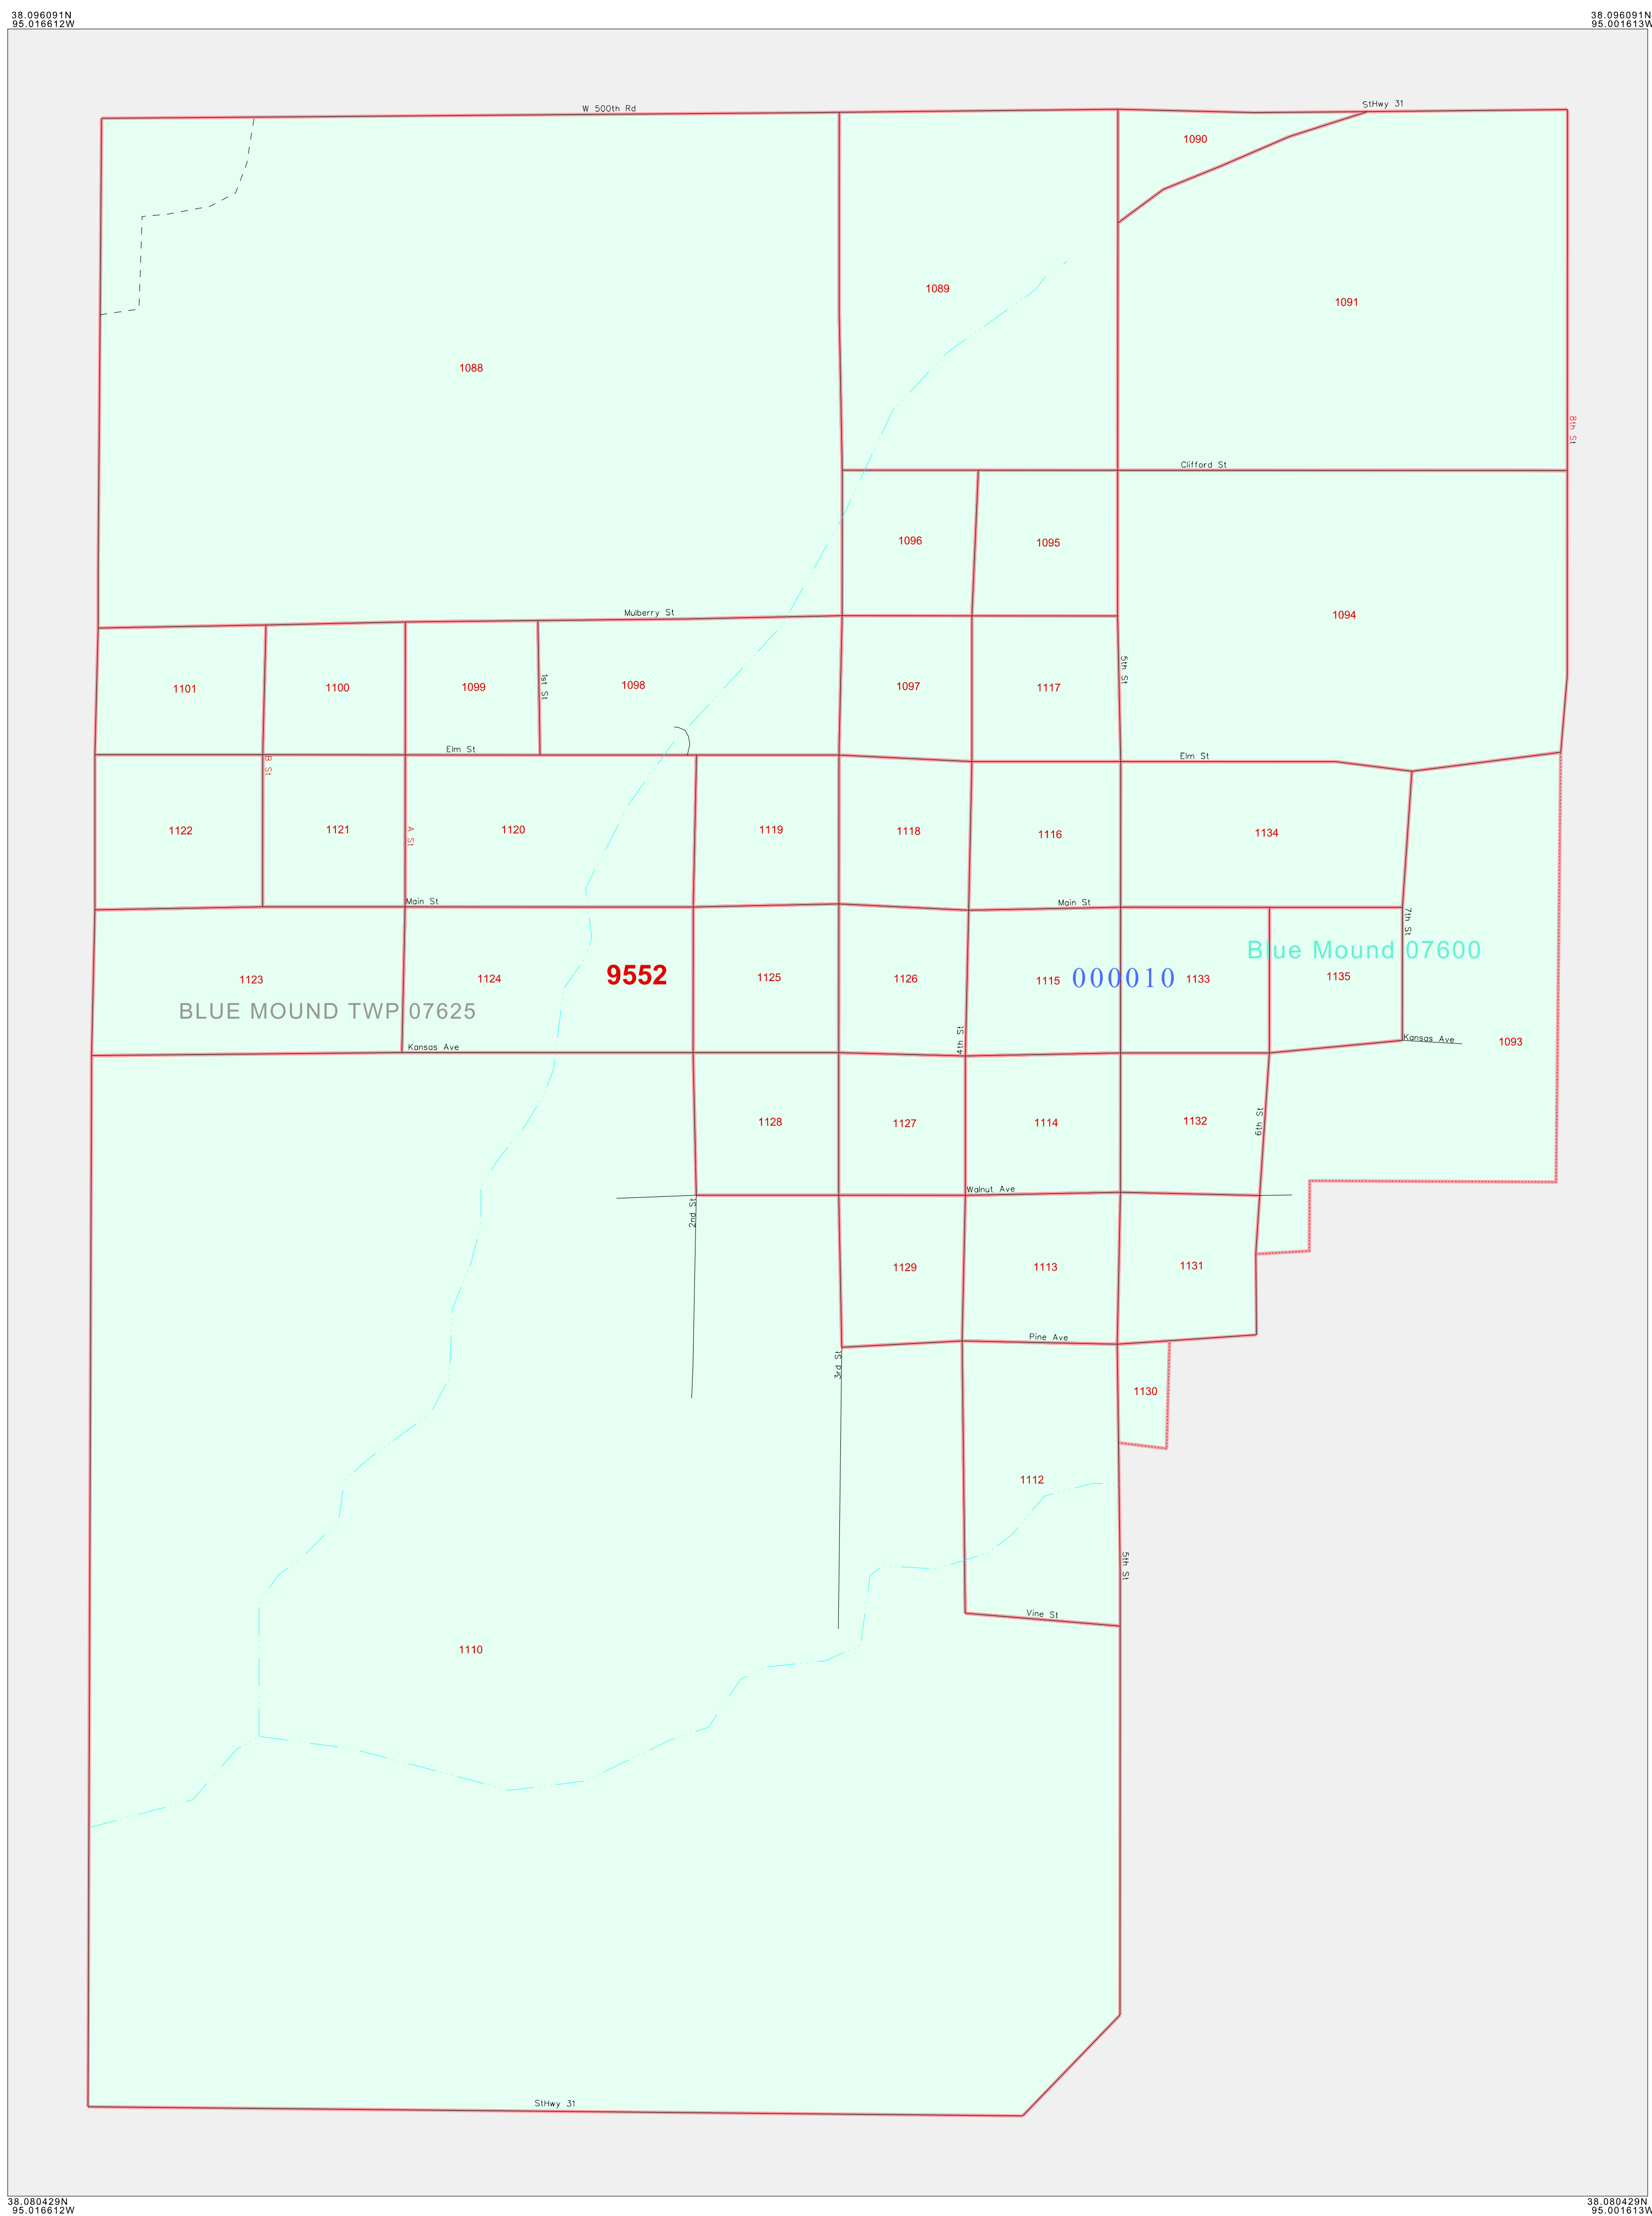 38.096091N
95.016612W
38.096091N
95.001613W
W 500th Rd
StHwy 31
1090
1089
1091
1088
8th St
Clifford St
1096
1095
Mulberry St
1094
1101
1100
1099
1st St
1098
1097
1117
5th St
Elm St
Elm St
B St
1122
1121
A St
1120
1119
1118
1116
1134
Main St
Main St
7th St
Blue Mound 07600
1123
1124
9552
1125
1126
1115
000010
1133
1135
BLUE MOUND TWP 07625
Kansas Ave
4th St
Kansas Ave
1093
1128
1127
1114
1132
6th St
Walnut Ave
2nd St
1129
1113
1131
Pine Ave
3rd St
1130
1112
5th St
Vine St
1110
StHwy 31
38.080429N
95.016612W
38.080429N
95.001613W